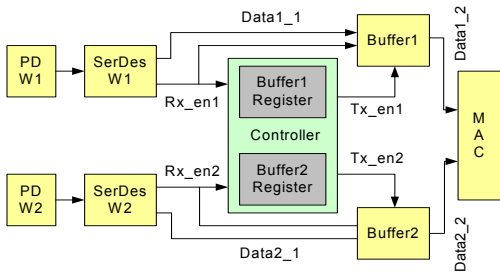 Data1_1
Data1_2
PD
W1
SerDes
W1
Buffer1
Rx_en1
Buffer1
Register
Tx_en1
Controller
M
A
C
Rx_en2
Buffer2
Register
Tx_en2
PD
W2
SerDes
W2
Buffer2
Data2_1
Data2_2